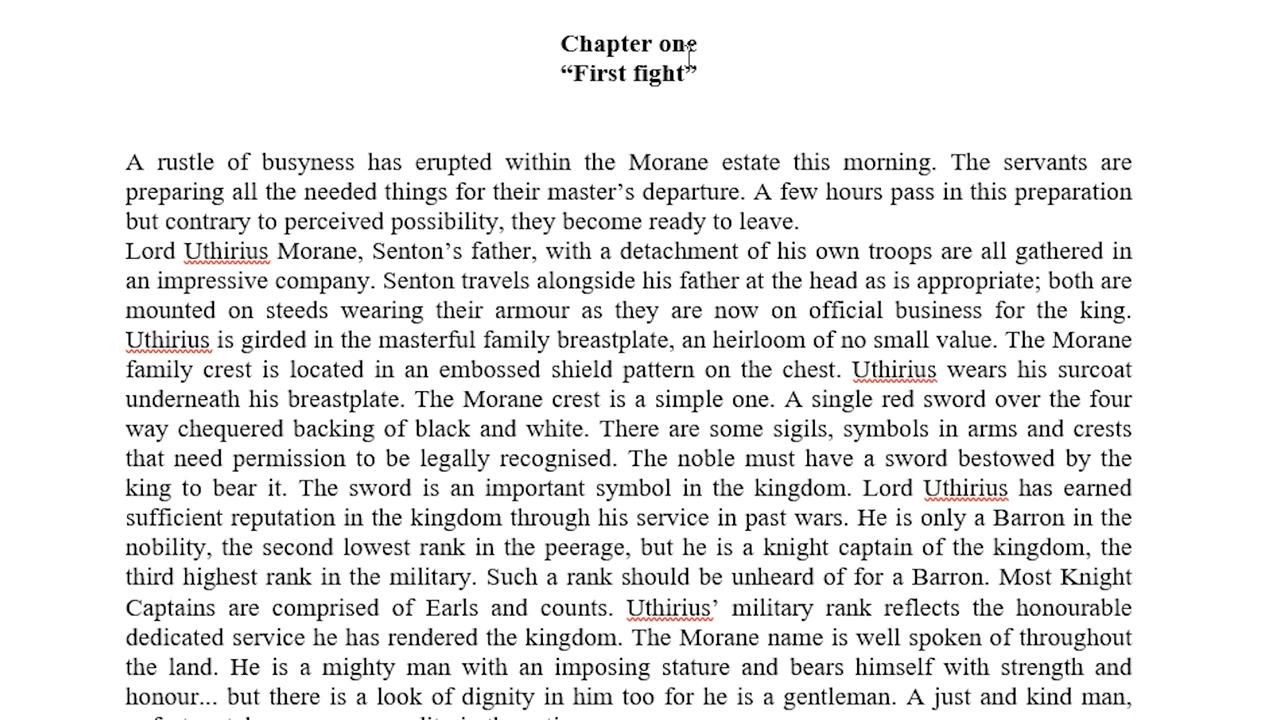 Chapter one
“First fight”
A rustle of busyness has erupted within the Morane estate this morning. The servants are
preparing all the needed things for their master’s departure. A few hours pass in this preparation
but contrary to perceived possibility, they become ready to leave.
Lord Uthirius Morane, Senton’s father, with a detachment of his own troops are all gathered in
an impressive company. Senton travels alongside his father at the head as is appropriate; both are
mounted on steeds wearing their armour as they are now on official business for the king.
Uthirius is girded in the masterful family breastplate, an heirloom of no small value. The Morane
family crest is located in an embossed shield pattern on the chest. Uthirius wears his surcoat
underneath his breastplate. The Morane crest is a simple one. A single red sword over the four
way chequered backing of black and white. There are some sigils, symbols in arms and crests
that need permission to be legally recognised. The noble must have a sword bestowed by the
king to bear it. The sword is an important symbol in the kingdom. Lord Uthirius has earned
sufficient reputation in the kingdom through his service in past wars. He is only a Barron in the
nobility, the second lowest rank in the peerage, but he is a knight captain of the kingdom, the
third highest rank in the military. Such a rank should be unheard of for a Barron. Most Knight
Captains are comprised of Earls and counts. Uthirius’ military rank reflects the honourable
dedicated service he has rendered the kingdom. The Morane name is well spoken of throughout
the land. He is a mighty man with an imposing stature and bears himself with strength and
honour... but there is a look of dignity in him too for he is a gentleman. A just and kind man,